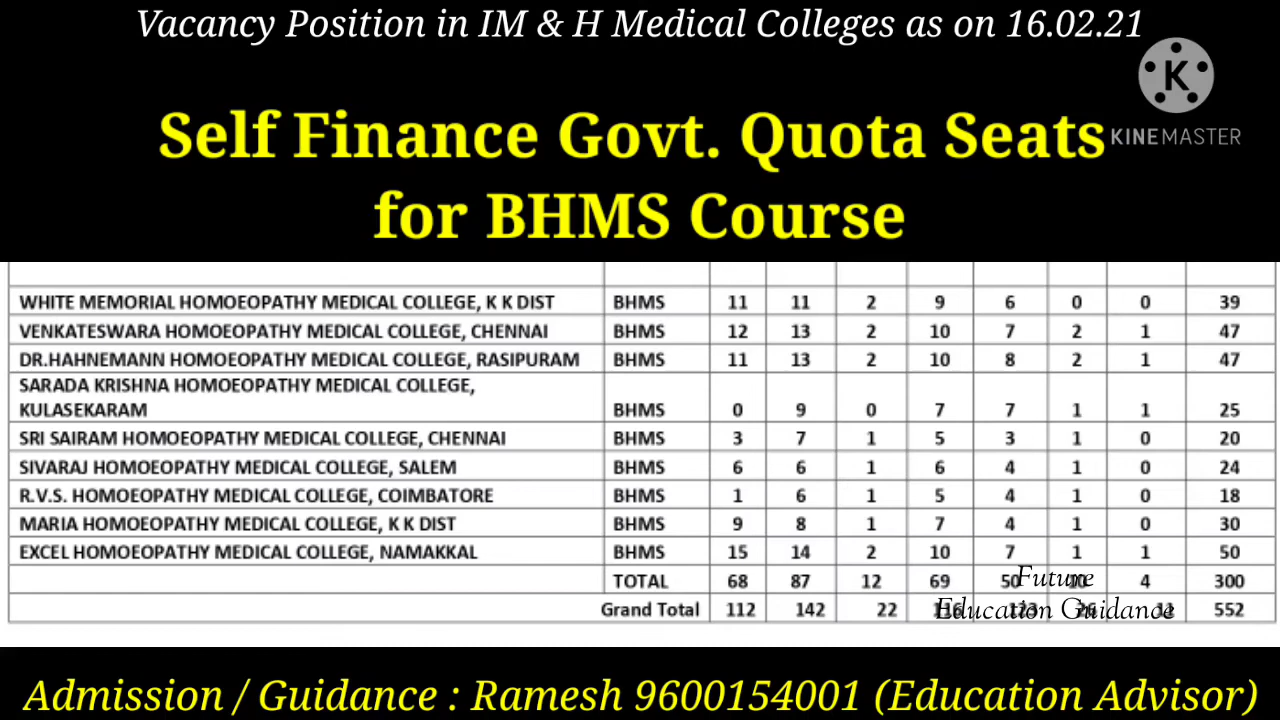 Vacancy Position in IM & H Medical Colleges as on 16.02.21
K
KINEMASTER
Self Finance Govt. Quota Seats
for BHMS Course
WHITE MEMORIAL HOMOEOPATHY MEDICAL COLLEGE, K K DIST BHMS 11 11 2 9 6 0 0 39
VENKATESWARA HOMOEOPATHY MEDICAL COLLEGE, CHENNAI BHMS 12 13 2 10 7 2 1 47
DR.HAHNEMANN HOMOEOPATHY MEDICAL COLLEGE, RASIPURAM BHMS 11 13 2 10 8 2 1 47
SARADA KRISHNA HOMOEOPATHY MEDICAL COLLEGE,
KULASEKARAM BHMS 0 9 0 7 7 1 1 25
SRI SAIRAM HOMOEOPATHY MEDICAL COLLEGE, CHENNAI BHMS 3 7 1 5 3 1 0 20
SIVARAJ HOMOEOPATHY MEDICAL COLLEGE, SALEM BHMS 6 6 1 6 4 1 0 24
R.V.S. HOMOEOPATHY MEDICAL COLLEGE, COIMBATORE BHMS 1 6 1 5 4 1 0 18
MARIA HOMOEOPATHY MEDICAL COLLEGE, K K DIST BHMS 9 8 1 7 4 1 0 30
EXCEL HOMOEOPATHY MEDICAL COLLEGE, NAMAKKAL BHMS 15 14 2 10 7 1 1 50
TOTAL 68 87 12 69 50 10 4 300
Grand Total 112 142 22 552
Future
Education Guidance
Admission / Guidance : Ramesh 9600154001 (Education Advisor)